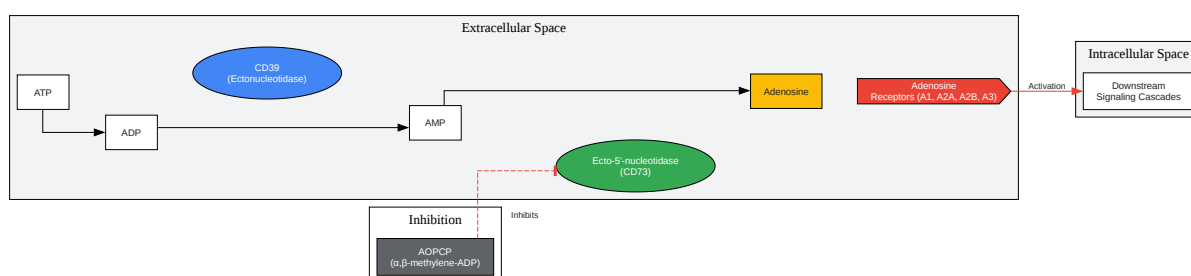 Extracellular Space
CD39
(Ectonucleotidase)
ATP
ADP
AMP
Adenosine
Adenosine
Receptors (A1, A2A, A2B, A3)
Activation
Intracellular Space
Downstream
Signaling Cascades
Ecto-5'-nucleotidase
(CD73)
Inhibits
Inhibition
AOPCP
(α,β-methylene-ADP)